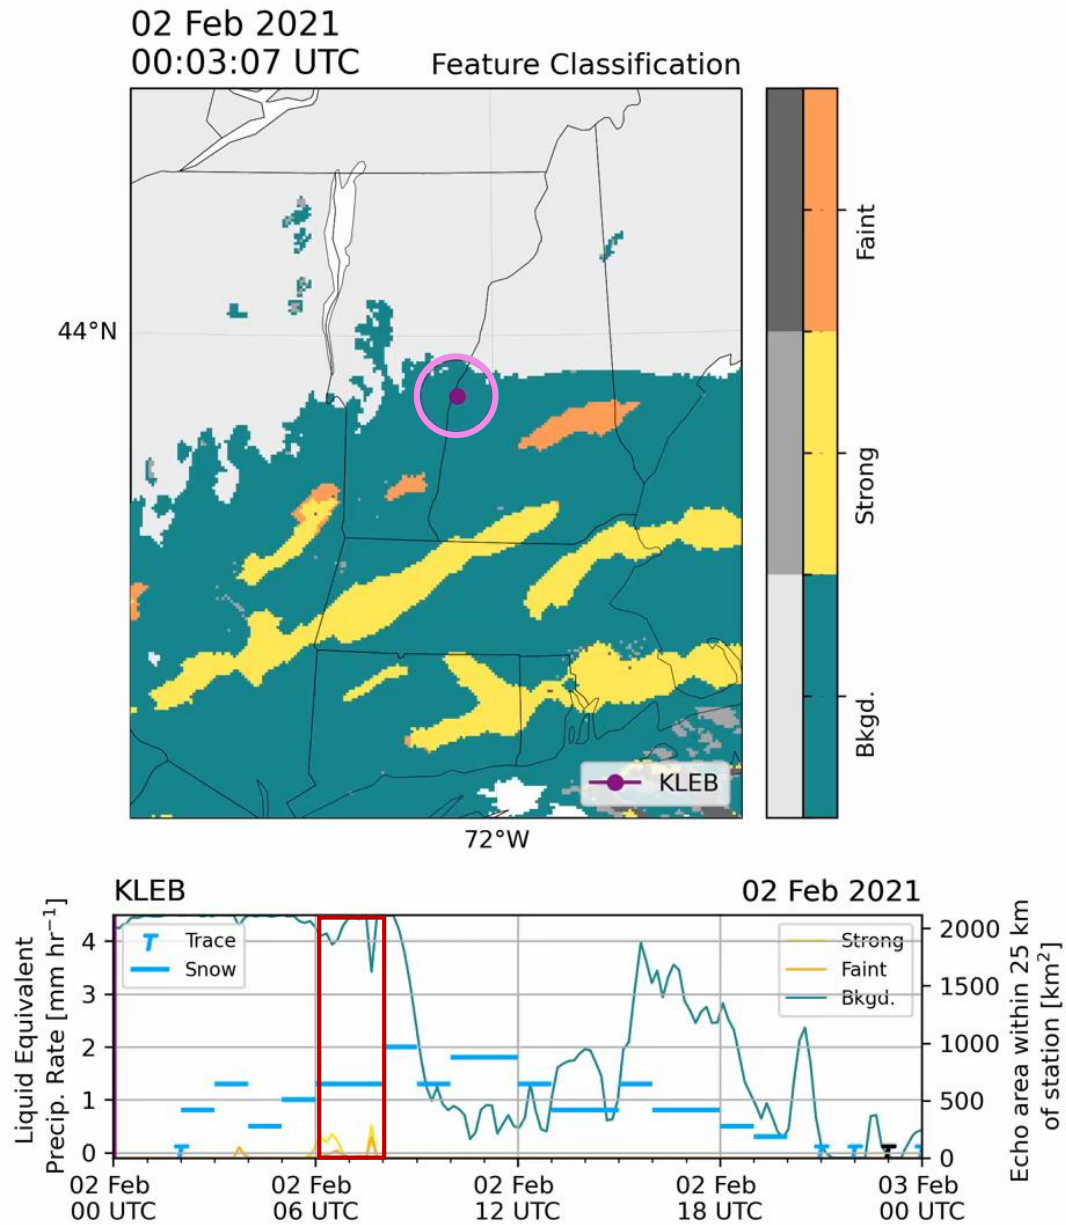 02 Feb 2021
00:03:07 UTC
Feature Classification
44°N
72°W
KLEB
Faint
Strong
Bkgd.
KLEB
02 Feb 2021
Liquid Equivalent
Precip. Rate [mm hr⁻¹]
4
3
2
1
0
Trace
Snow
Strong
Faint
Bkgd.
2000
1500
1000
500
0
Echo area within 25 km
of station [km²]
02 Feb
00 UTC
02 Feb
06 UTC
02 Feb
12 UTC
02 Feb
18 UTC
03 Feb
00 UTC